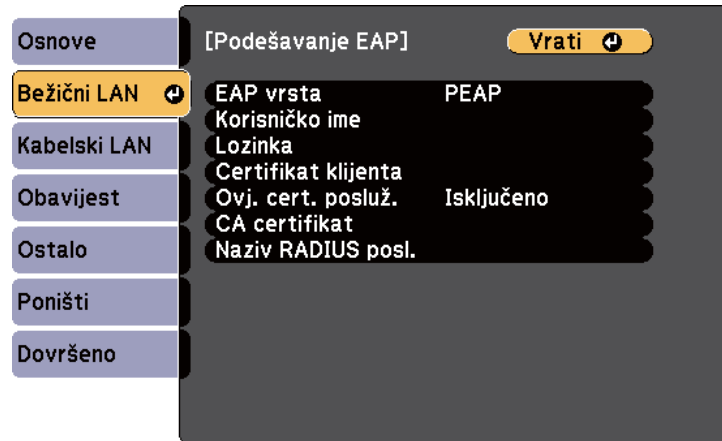 Osnove
Bežični LAN
Kabelski LAN
Obavijest
Ostalo
Poništi
Dovršeno
[Podešavanje EAP]
Vrati
EAP vrsta PEAP
Korisničko ime
Lozinka
Certifikat klijenta
Ovj. cert. posluž. Isključeno
CA certifikat
Naziv RADIUS posl.